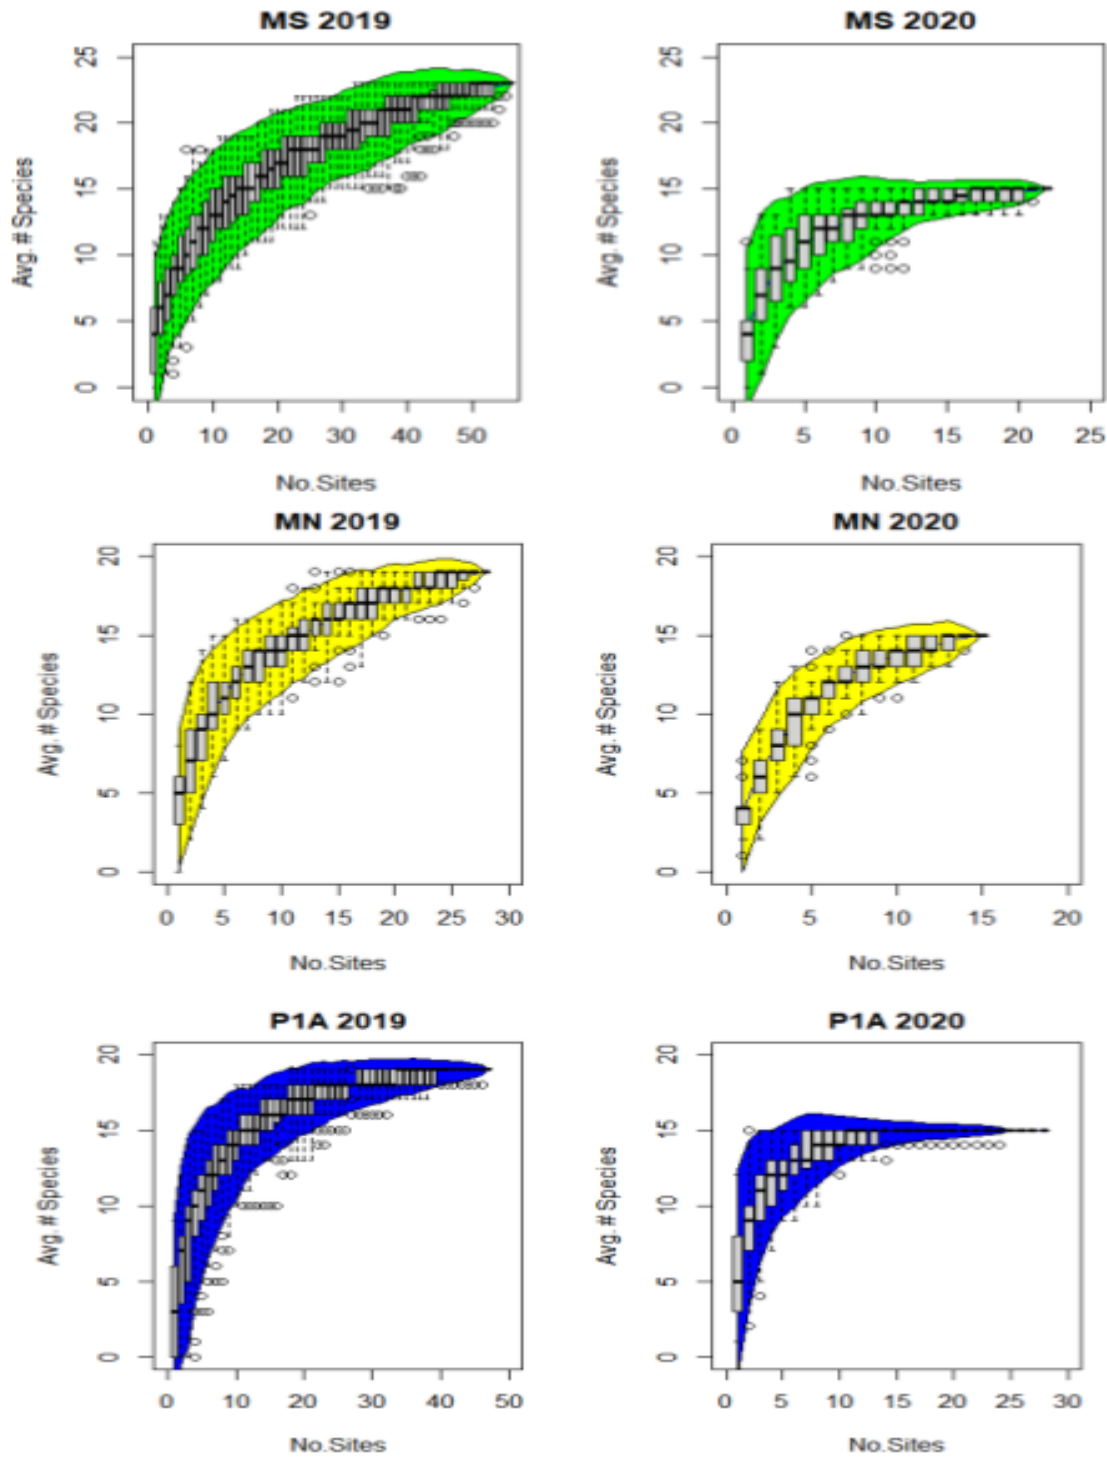 MS 2019
MS 2020
25
20
15
10
5
0
Avg. # Species
0 10 20 30 40 50
No.Sites
25
20
15
10
5
0
Avg. # Species
0 5 10 15 20 25
No.Sites
MN 2019
MN 2020
20
15
10
5
0
Avg. # Species
0 5 10 15 20 25 30
No.Sites
20
15
10
5
0
Avg. # Species
0 5 10 15 20
No.Sites
P1A 2019
P1A 2020
20
15
10
5
0
Avg. # Species
0 10 20 30 40 50
No.Sites
20
15
10
5
0
Avg. # Species
0 5 10 15 20 25 30
No.Sites